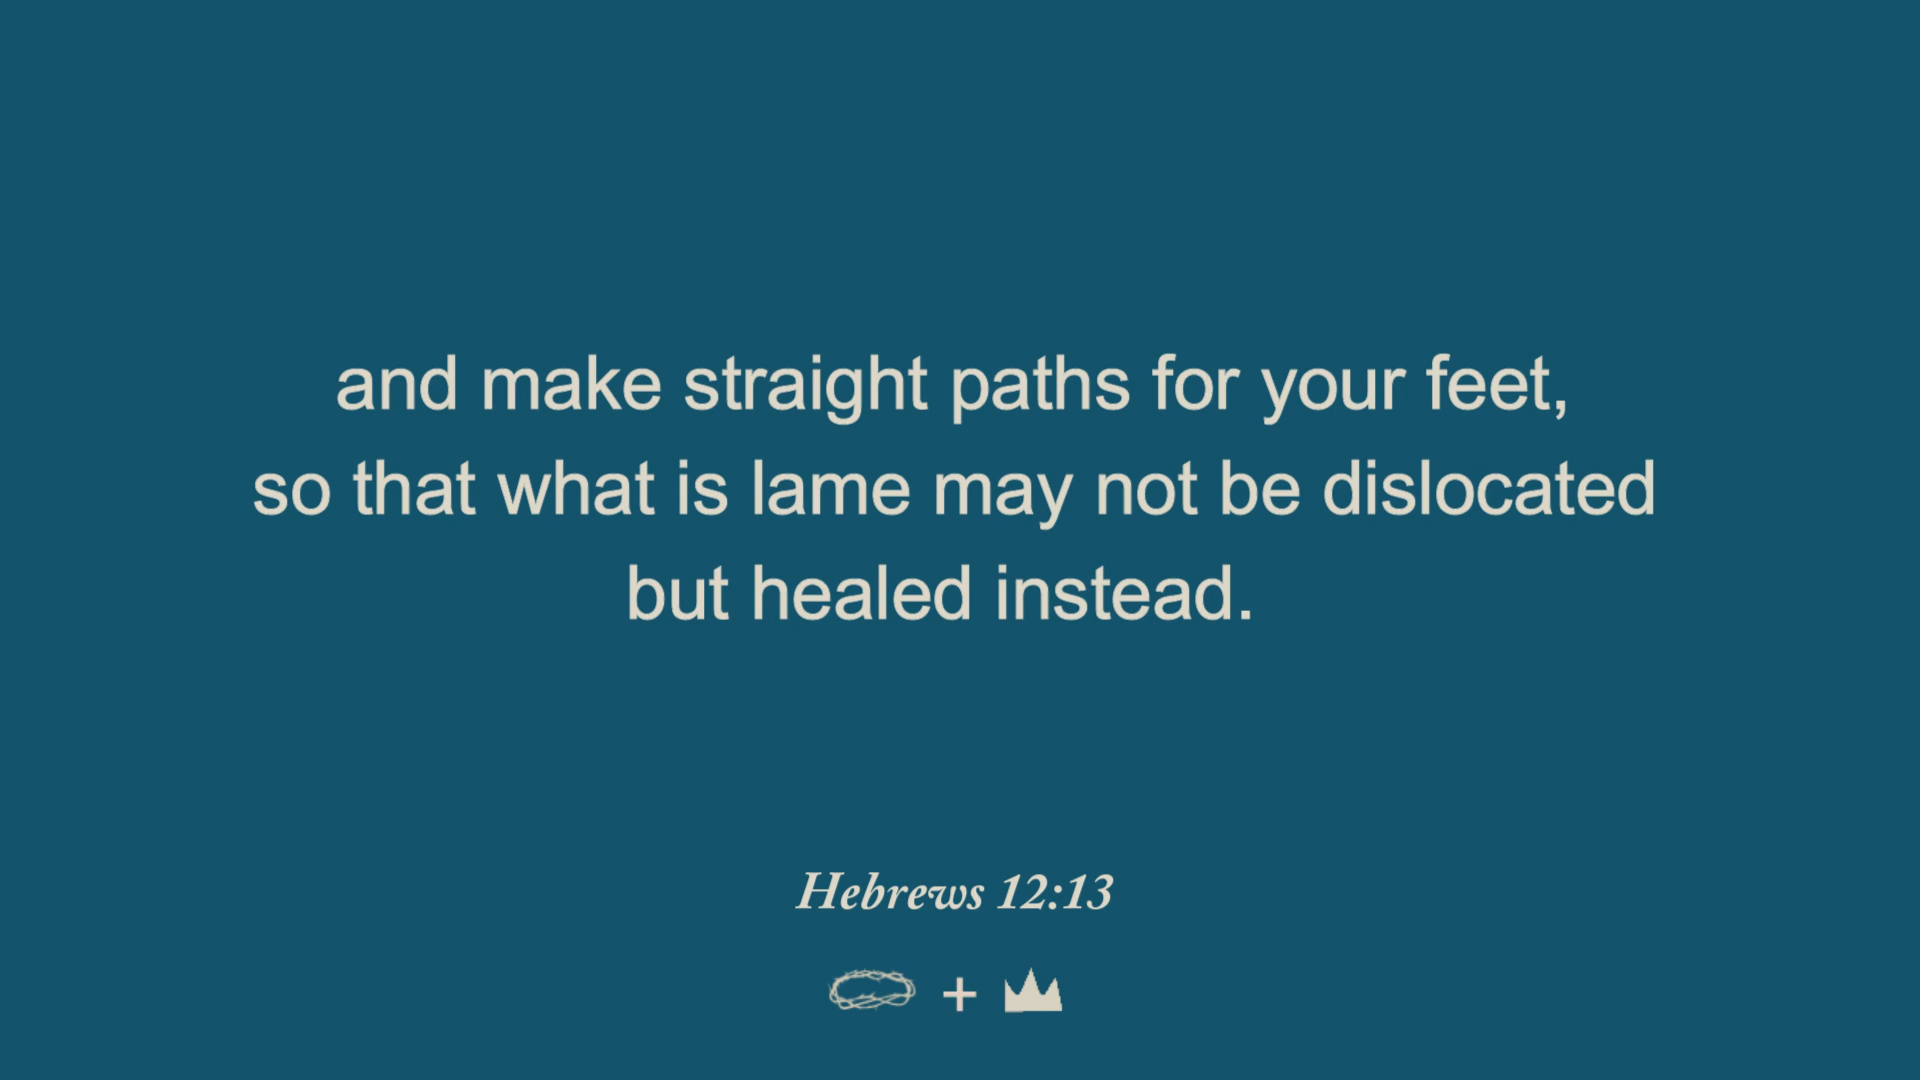 and make straight paths for your feet,
so that what is lame may not be dislocated
but healed instead.
Hebrews 12:13
+